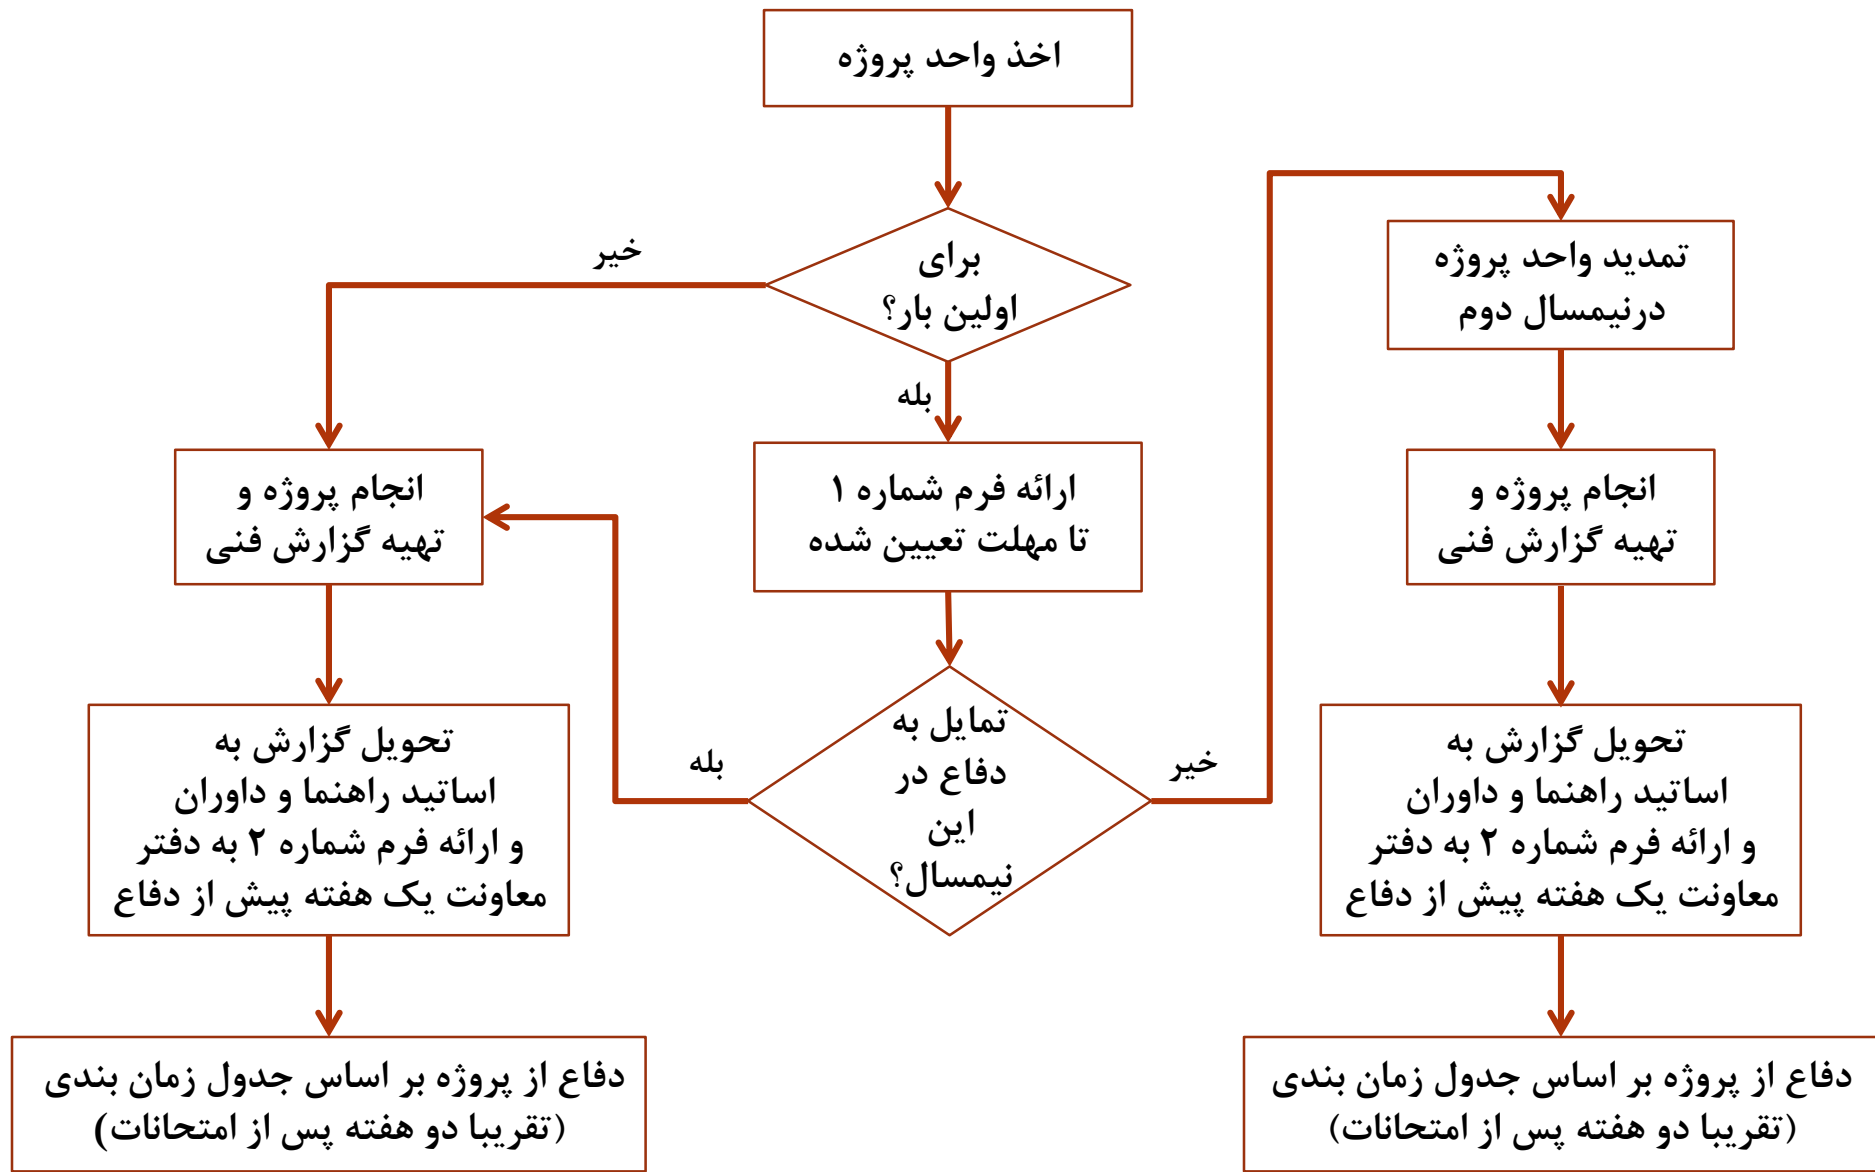 اخذ واحد پروژه
برای
اولین بار؟
خیر
بله
ارائه فرم شماره ۱
تا مهلت تعیین شده
تمایل به
دفاع در
این
نیمسال؟
بله
خیر
تمدید واحد پروژه
درنیمسال دوم
انجام پروژه و
تهیه گزارش فنی
تحویل گزارش به
اساتید راهنما و داوران
و ارائه فرم شماره ۲ به دفتر
معاونت یک هفته پیش از دفاع
دفاع از پروژه بر اساس جدول زمان بندی
(تقریبا دو هفته پس از امتحانات)
انجام پروژه و
تهیه گزارش فنی
تحویل گزارش به
اساتید راهنما و داوران
و ارائه فرم شماره ۲ به دفتر
معاونت یک هفته پیش از دفاع
دفاع از پروژه بر اساس جدول زمان بندی
(تقریبا دو هفته پس از امتحانات)